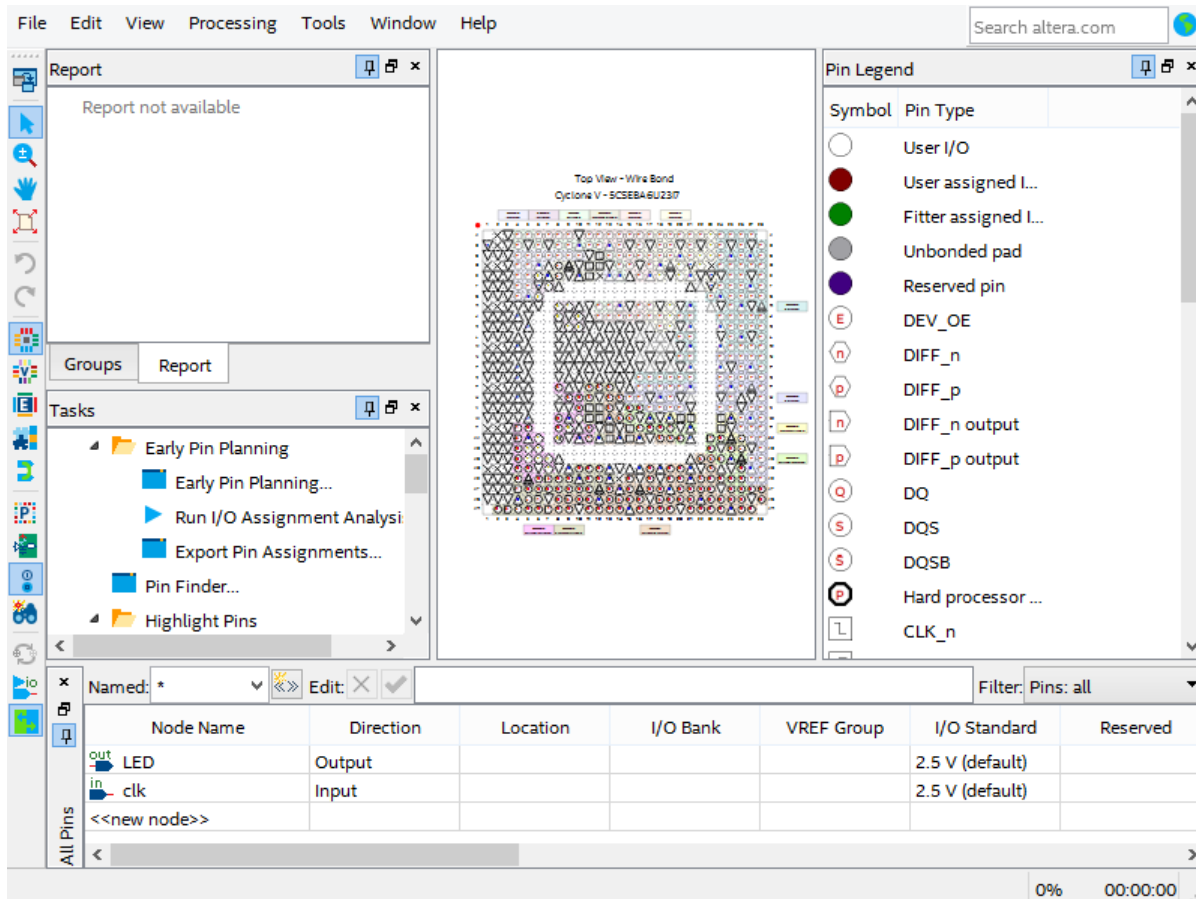 File Edit View Processing Tools Window Help
Search altera.com
Report
Report not available
Groups Report
Tasks
Early Pin Planning
Early Pin Planning...
Run I/O Assignment Analysi
Export Pin Assignments...
Pin Finder...
Highlight Pins
Top View - Wire Bond
Cyclone V - 5CSEBA6U23I7
Pin Legend
Symbol Pin Type
User I/O
User assigned I...
Fitter assigned I...
Unbonded pad
Reserved pin
E DEV_OE
n DIFF_n
p DIFF_p
n DIFF_n output
p DIFF_p output
Q DQ
S DQS
S DQSB
P Hard processor ...
CLK_n
Named: * Edit: Filter: Pins: all
Node Name Direction Location I/O Bank VREF Group I/O Standard Reserved
out LED Output 2.5 V (default)
in clk Input 2.5 V (default)
<<new node>>
All Pins
0% 00:00:00